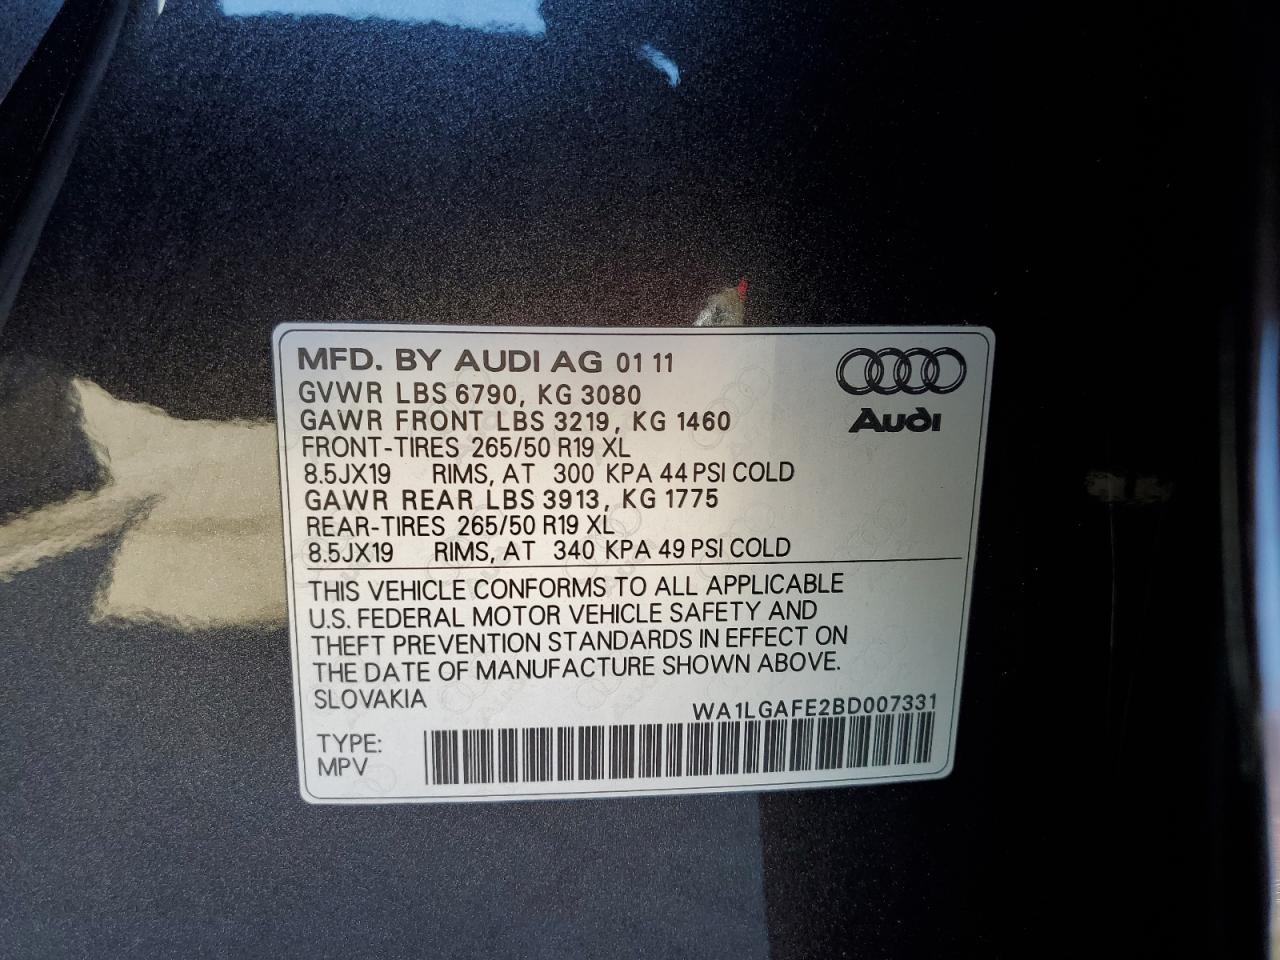 MFD. BY AUDI AG 01 11
GVWR LBS 6790, KG 3080
GAWR FRONT LBS 3219, KG 1460
FRONT-TIRES 265/50 R19 XL
8.5JX19 RIMS, AT 300 KPA 44 PSI COLD
GAWR REAR LBS 3913, KG 1775
REAR-TIRES 265/50 R19 XL
8.5JX19 RIMS, AT 340 KPA 49 PSI COLD
Audi
THIS VEHICLE CONFORMS TO ALL APPLICABLE
U.S. FEDERAL MOTOR VEHICLE SAFETY AND
THEFT PREVENTION STANDARDS IN EFFECT ON
THE DATE OF MANUFACTURE SHOWN ABOVE.
SLOVAKIA
WA1LGAFE2BD007331
TYPE:
MPV